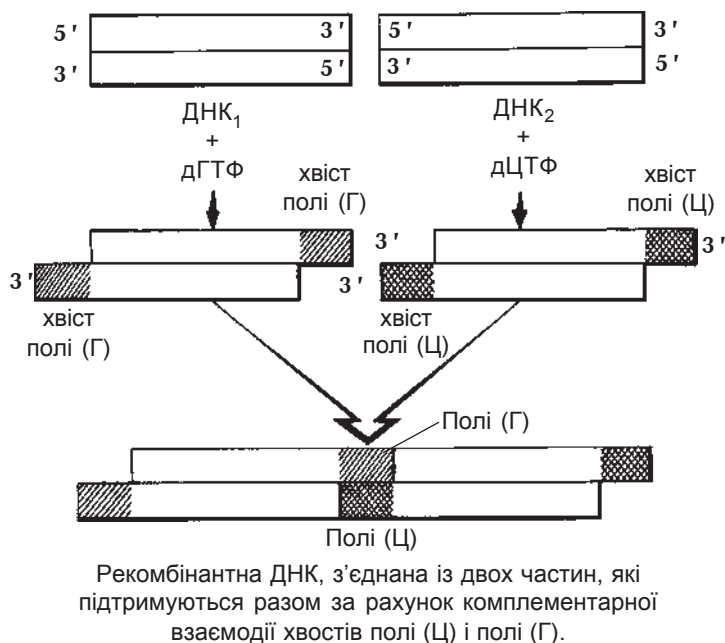 5 ′ 3 ′ 5 ′ 3 ′
3 ′ 5 ′ 3 ′ 5 ′
ДНК1 ДНК2
+ +
дГТФ дЦТФ
хвіст полі (Г)
хвіст полі (Ц)
3 ′ 3 ′
3 ′ 3 ′
хвіст полі (Г)
хвіст полі (Ц)
Полі (Г)
Полі (Ц)
Рекомбінантна ДНК, з’єднана із двох частин, які
підтримуються разом за рахунок комплементарної
взаємодії хвостів полі (Ц) і полі (Г).